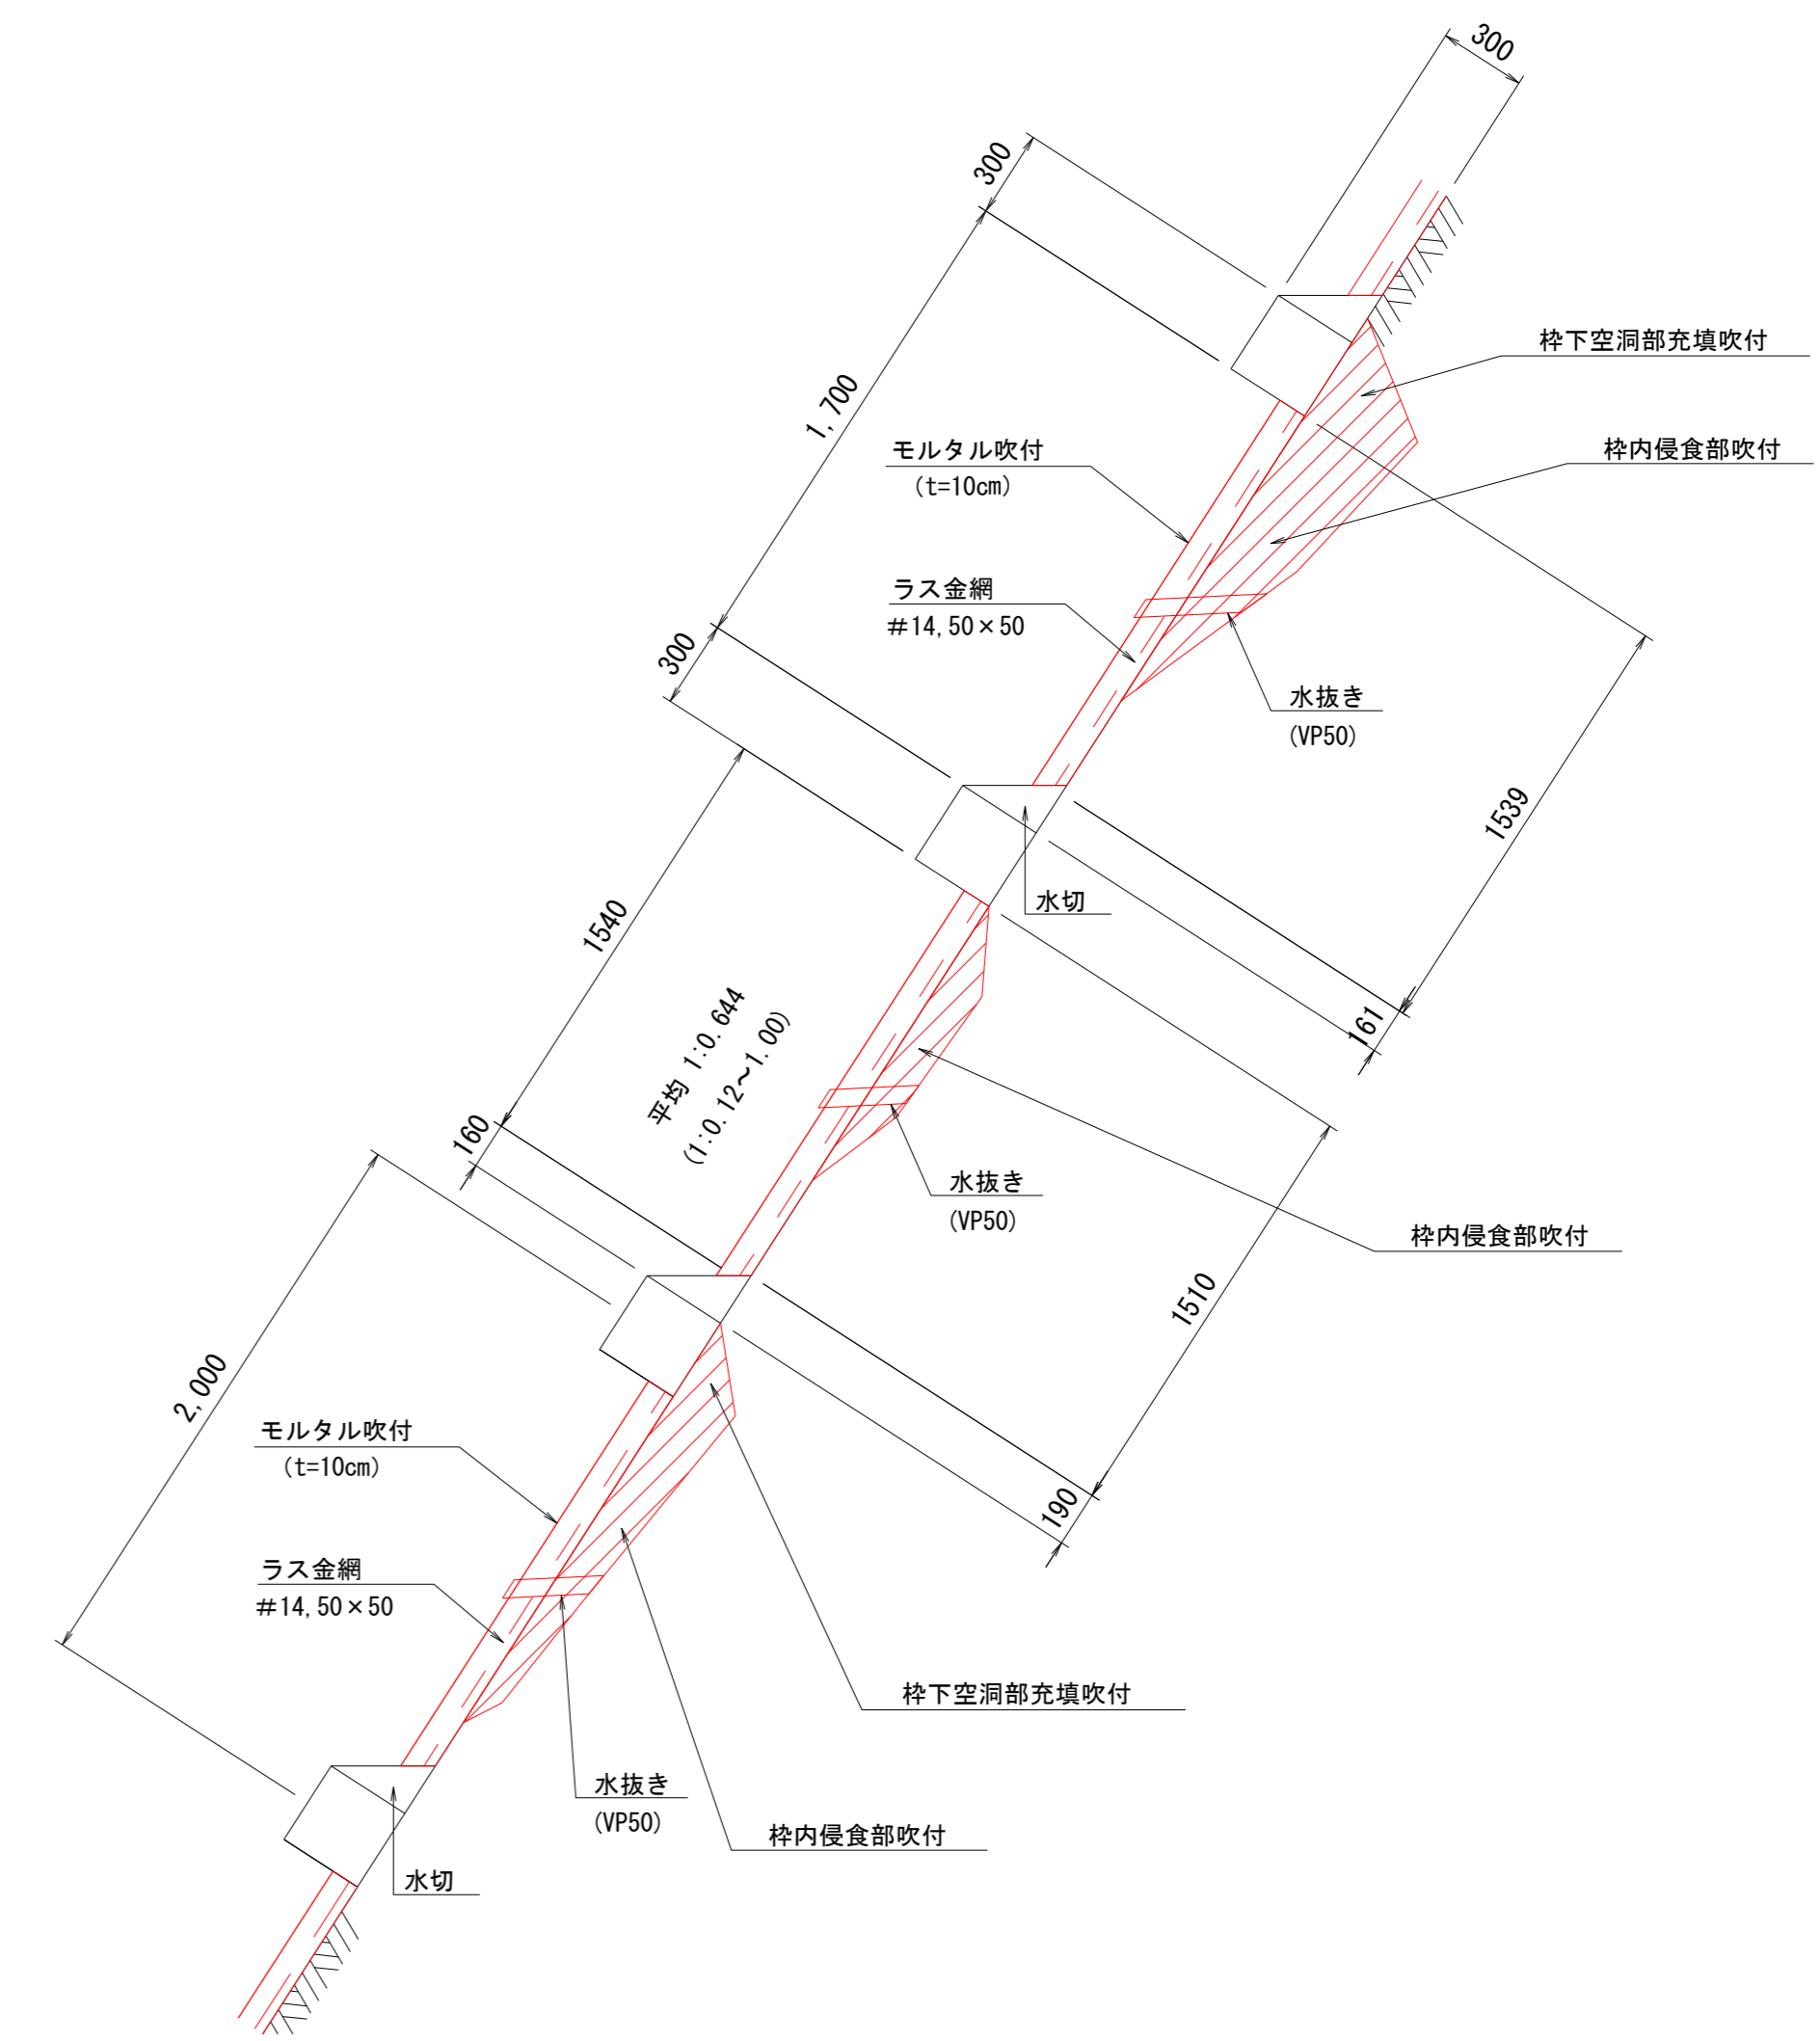 300
300
枠下空洞部充填吹付
1,700
枠内侵食部吹付
モルタル吹付
(t=10cm)
ラス金網
#14,50×50
300
水抜き
(VP50)
1539
水切
1540
161
平均 1:0.644
(1:0.12～1.00)
160
水抜き
(VP50)
枠内侵食部吹付
1510
2,000
モルタル吹付
(t=10cm)
190
ラス金網
#14,50×50
枠下空洞部充填吹付
水抜き
(VP50)
枠内侵食部吹付
水切